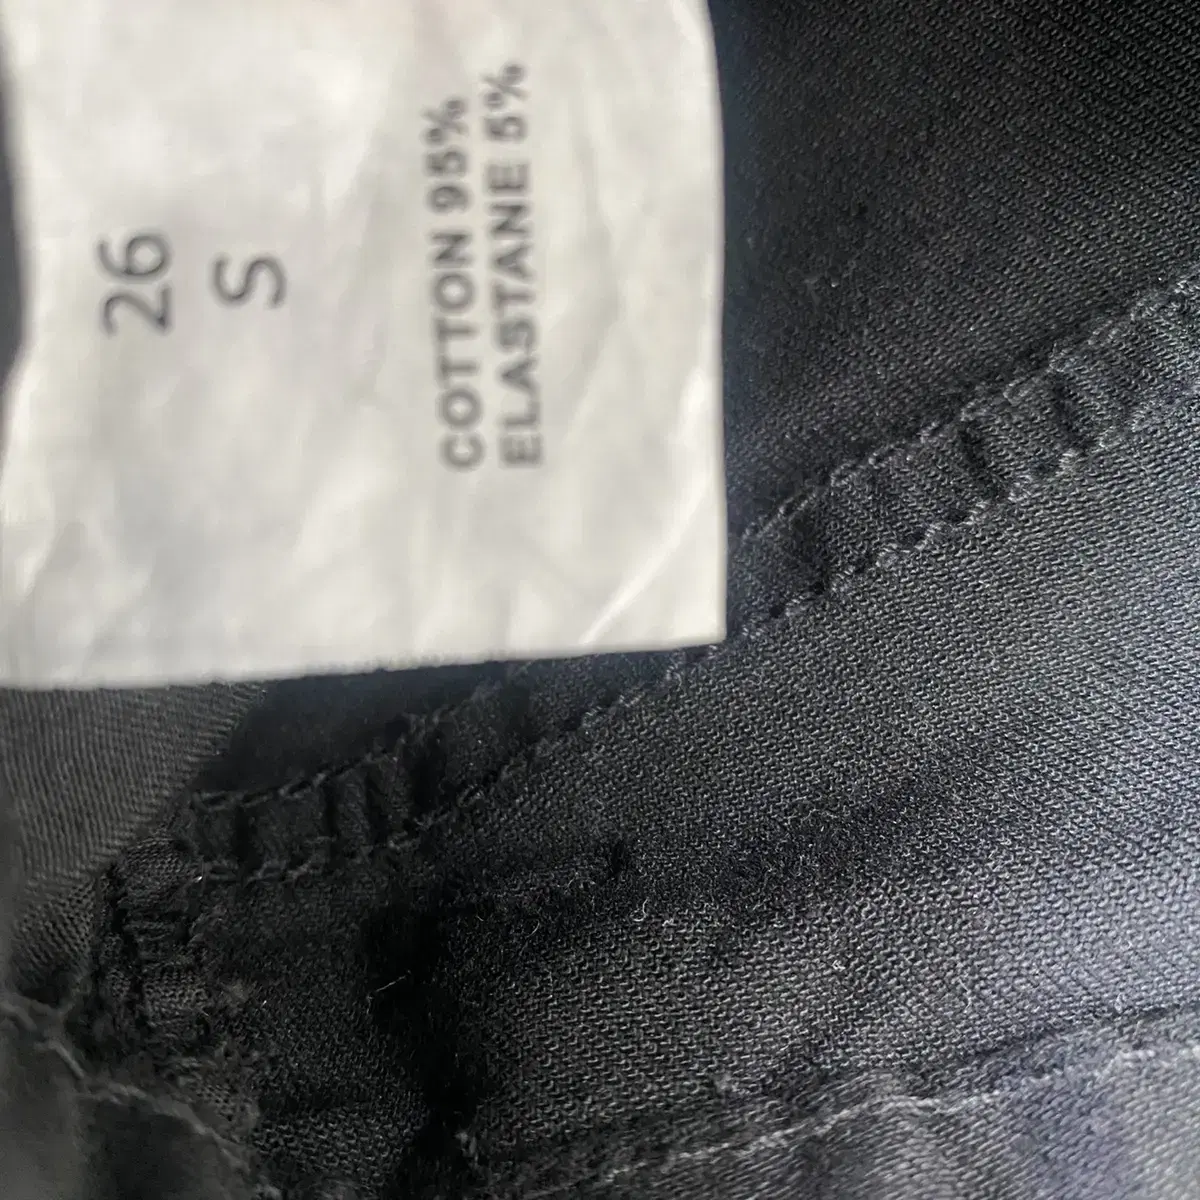 26
S
COTTON 95%
ELASTANE 5%